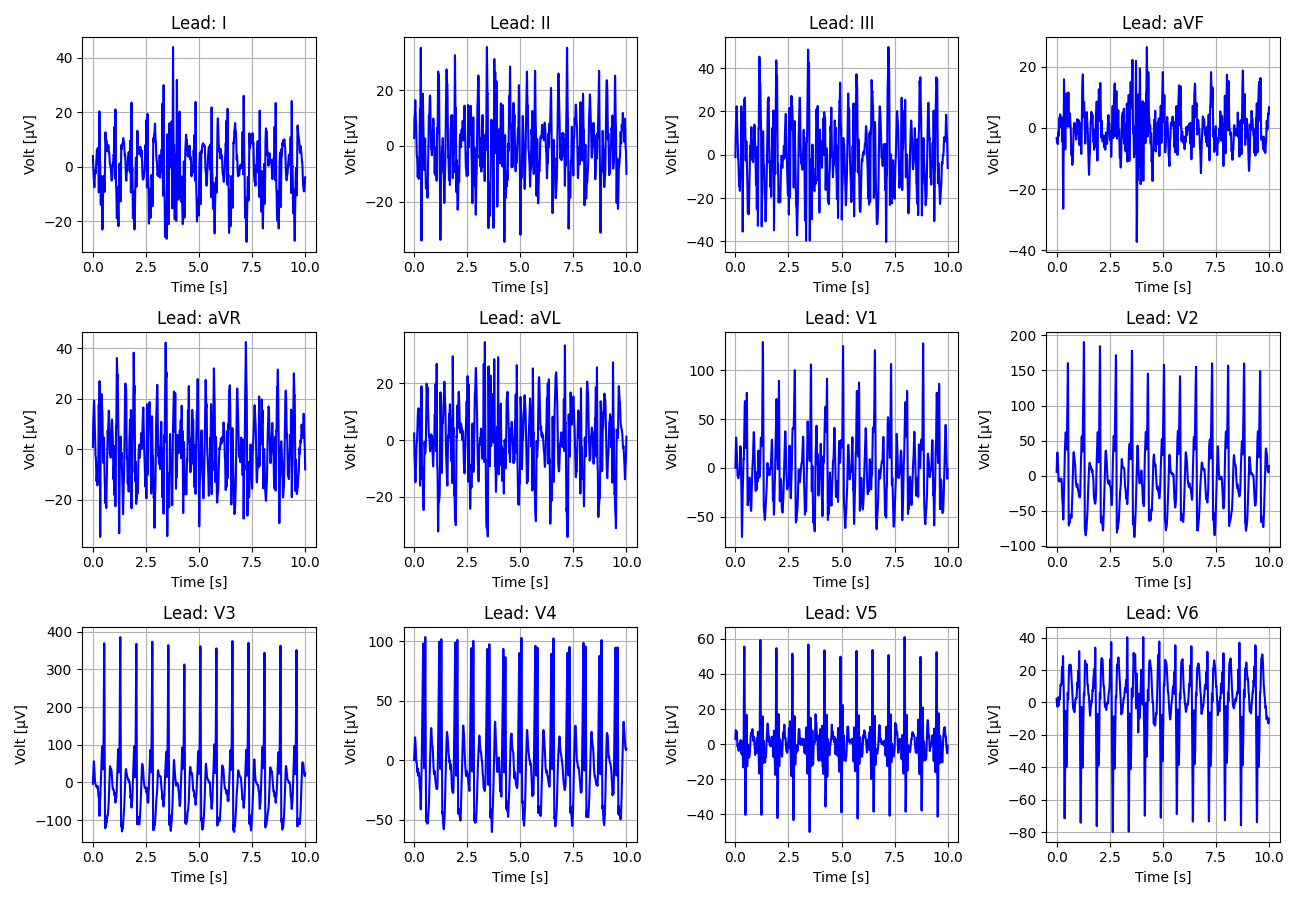 Lead: I
Lead: II
Lead: III
Lead: aVF
Volt [µV]
40
20
0
−20
0.0 2.5 5.0 7.5 10.0
Time [s]
Volt [µV]
20
0
−20
0.0 2.5 5.0 7.5 10.0
Time [s]
Volt [µV]
40
20
0
−20
−40
0.0 2.5 5.0 7.5 10.0
Time [s]
Volt [µV]
20
0
−20
−40
0.0 2.5 5.0 7.5 10.0
Time [s]
Lead: aVR
Lead: aVL
Lead: V1
Lead: V2
Volt [µV]
40
20
0
−20
0.0 2.5 5.0 7.5 10.0
Time [s]
Volt [µV]
20
0
−20
0.0 2.5 5.0 7.5 10.0
Time [s]
Volt [µV]
100
50
0
−50
0.0 2.5 5.0 7.5 10.0
Time [s]
Volt [µV]
200
150
100
50
0
−50
−100
0.0 2.5 5.0 7.5 10.0
Time [s]
Lead: V3
Lead: V4
Lead: V5
Lead: V6
Volt [µV]
400
300
200
100
0
−100
0.0 2.5 5.0 7.5 10.0
Time [s]
Volt [µV]
100
50
0
−50
0.0 2.5 5.0 7.5 10.0
Time [s]
Volt [µV]
60
40
20
0
−20
−40
0.0 2.5 5.0 7.5 10.0
Time [s]
Volt [µV]
40
20
0
−20
−40
−60
−80
0.0 2.5 5.0 7.5 10.0
Time [s]